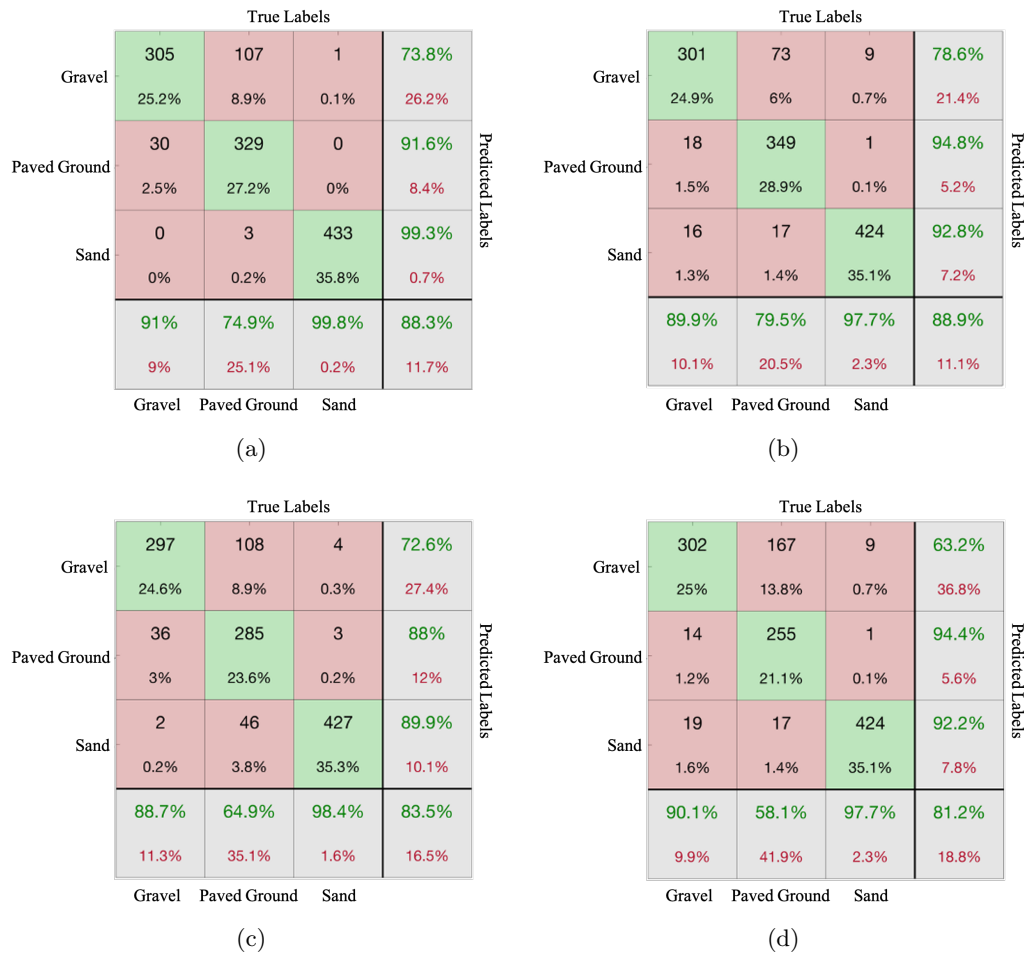 True Labels
305 107 1 73.8%
Gravel
25.2% 8.9% 0.1% 26.2%
30 329 0 91.6%
Paved Ground
2.5% 27.2% 0% 8.4%
0 3 433 99.3%
Sand
0% 0.2% 35.8% 0.7%
91% 74.9% 99.8% 88.3%
9% 25.1% 0.2% 11.7%
Gravel Paved Ground Sand
Predicted Labels
(a)
True Labels
301 73 9 78.6%
Gravel
24.9% 6% 0.7% 21.4%
18 349 1 94.8%
Paved Ground
1.5% 28.9% 0.1% 5.2%
16 17 424 92.8%
Sand
1.3% 1.4% 35.1% 7.2%
89.9% 79.5% 97.7% 88.9%
10.1% 20.5% 2.3% 11.1%
Gravel Paved Ground Sand
Predicted Labels
(b)
True Labels
297 108 4 72.6%
Gravel
24.6% 8.9% 0.3% 27.4%
36 285 3 88%
Paved Ground
3% 23.6% 0.2% 12%
2 46 427 89.9%
Sand
0.2% 3.8% 35.3% 10.1%
88.7% 64.9% 98.4% 83.5%
11.3% 35.1% 1.6% 16.5%
Gravel Paved Ground Sand
Predicted Labels
(c)
True Labels
302 167 9 63.2%
Gravel
25% 13.8% 0.7% 36.8%
14 255 1 94.4%
Paved Ground
1.2% 21.1% 0.1% 5.6%
19 17 424 92.2%
Sand
1.6% 1.4% 35.1% 7.8%
90.1% 58.1% 97.7% 81.2%
9.9% 41.9% 2.3% 18.8%
Gravel Paved Ground Sand
Predicted Labels
(d)